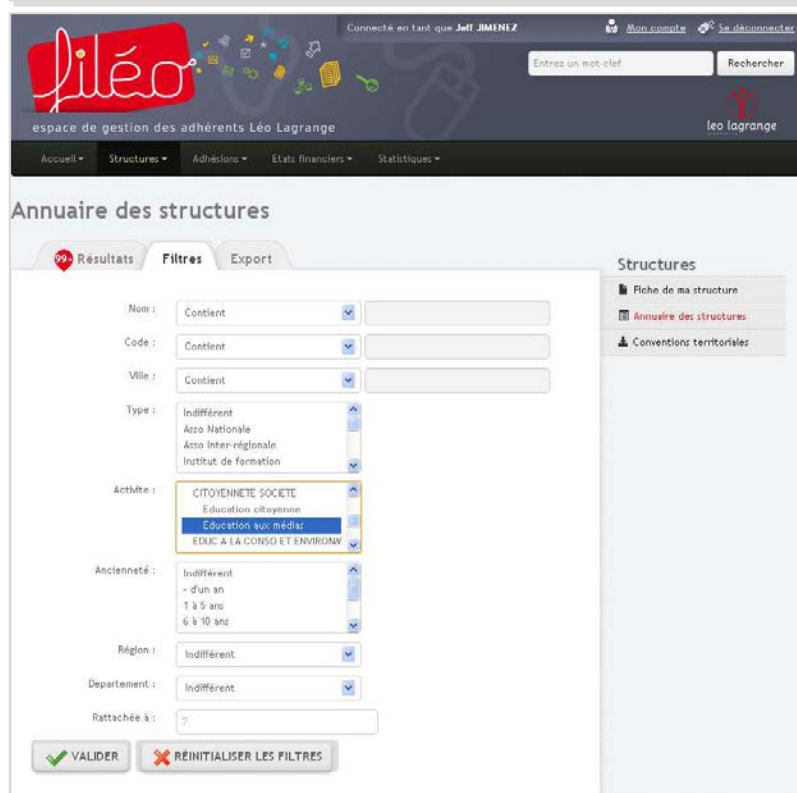 Connecté en tant que Jeff JIMENEZ
Mon compte
Se déconnecter
filéo
Entrez un mot-clef
Rechercher
espace de gestion des adhérents Léo Lagrange
leo lagrange
Accueil
Structures
Adhésions
Etats financiers
Statistiques
Annuaire des structures
99+ Résultats
Filtres
Export
Nom :
Contient
Code :
Contient
Ville :
Contient
Type :
Indifférent
Asso Nationale
Asso Inter-régionale
Institut de formation
Activite :
CITOYENNETE SOCIETE
Education citoyenne
Education aux médias
EDUC A LA CONSO ET ENVIRONN
Ancienneté :
Indifférent
- d'un an
1 à 5 ans
6 à 10 ans
Région :
Indifférent
Departement :
Indifférent
Rattachée à :
?
VALIDER
RÉINITIALISER LES FILTRES
Structures
Fiche de ma structure
Annuaire des structures
Conventions territoriales